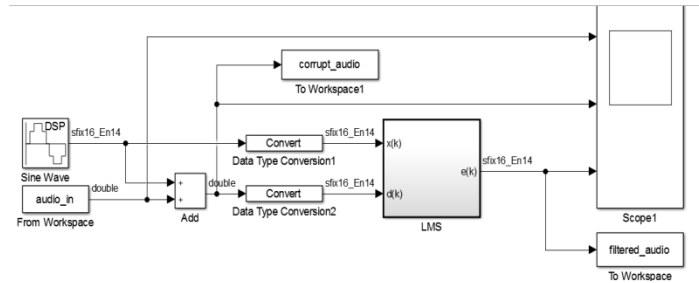 corrupt_audio
To Workspace1
DSP
sfix16_En14
Sine Wave
Convert
sfix16_En14
Data Type Conversion1
x(k)
e(k)
sfix16_En14
audio_in
double
From Workspace
+
+
Add
double
Convert
sfix16_En14
Data Type Conversion2
d(k)
LMS
Scope1
filtered_audio
To Workspace